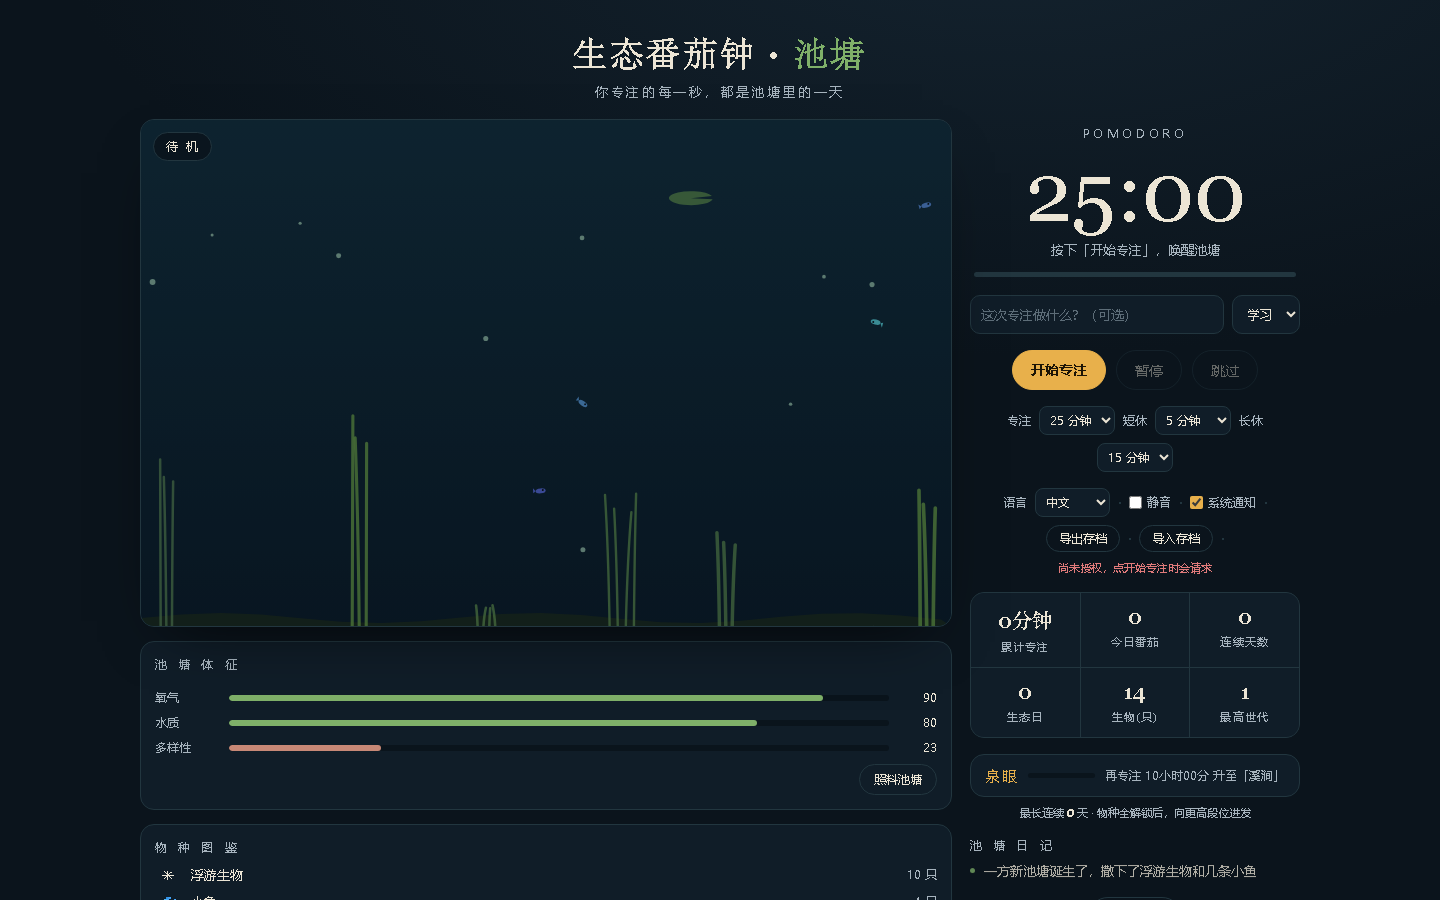 生态番茄钟 · 池塘
你专注的每一秒，都是池塘里的一天
待 机
池 塘 体 征
氧气 90
水质 80
多样性 23
照料池塘
物 种 图 鉴
浮游生物 10 只
POMODORO
25:00
按下「开始专注」，唤醒池塘
这次专注做什么？（可选） 学习
开始专注 暂停 跳过
专注 25 分钟 短休 5 分钟 长休
15 分钟
语言 中文 · 静音 · 系统通知 ·
导出存档 · 导入存档 ·
尚未授权，点开始专注时会请求
0分钟 0 0
累计专注 今日番茄 连续天数
0 14 1
生态日 生物(只) 最高世代
泉眼 再专注 10小时00分 升至「溪涧」
最长连续 0 天 · 物种全解锁后，向更高段位进发
池 塘 日 记
一方新池塘诞生了，撒下了浮游生物和几条小鱼